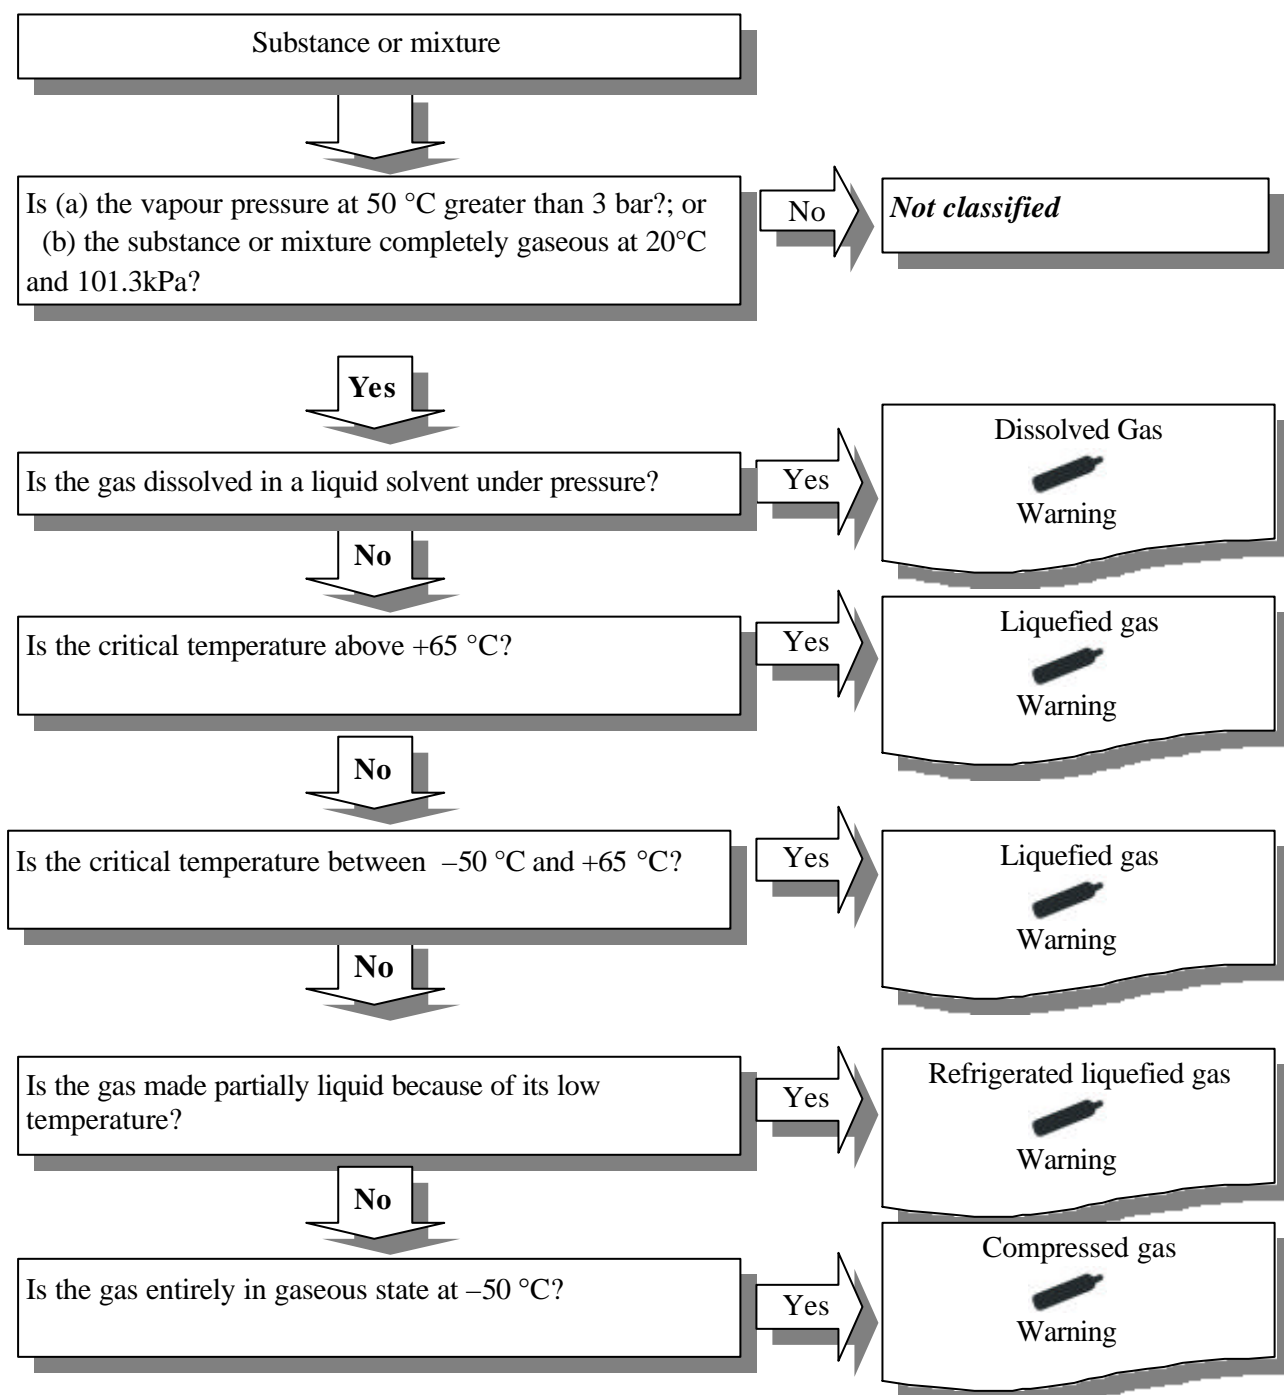 Substance or mixture
Is (a) the vapour pressure at 50 °C greater than 3 bar?; or
(b) the substance or mixture completely gaseous at 20°C
and 101.3kPa?
No
Not classified
Yes
Is the gas dissolved in a liquid solvent under pressure?
Yes
Dissolved Gas
Warning
No
Is the critical temperature above +65 °C?
Yes
Liquefied gas
Warning
No
Is the critical temperature between –50 °C and +65 °C?
Yes
Liquefied gas
Warning
No
Is the gas made partially liquid because of its low
temperature?
Yes
Refrigerated liquefied gas
Warning
No
Is the gas entirely in gaseous state at –50 °C?
Yes
Compressed gas
Warning